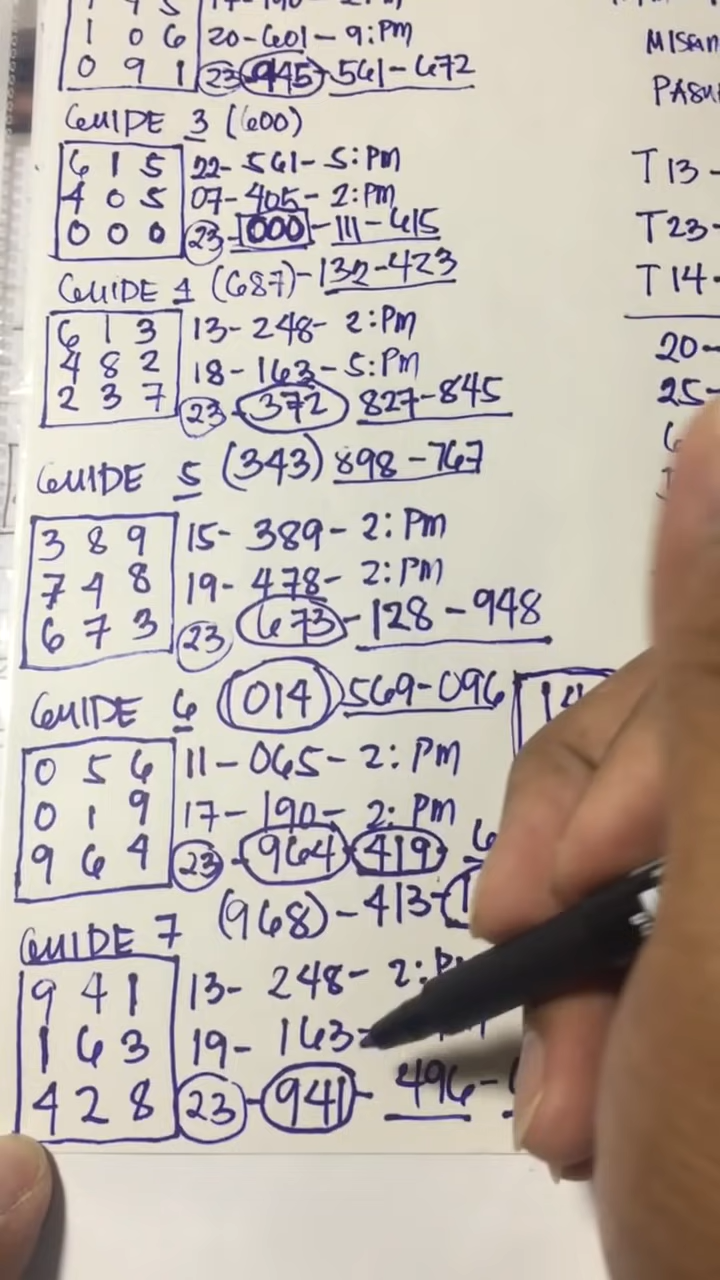 1 0 6 20-601-9:PM
0 9 1 23-945-561-672
GUIDE 3 (600)
6 1 5 22-561-5:PM
4 0 5 07-405-2:PM
0 0 0 23-000-111-615
GUIDE 4 (687)-132-423
6 1 3 13-248-2:PM
4 8 2 18-163-5:PM
2 3 7 23-372 827-845
GUIDE 5 (343) 898-767
3 8 9 15-389-2:PM
7 4 8 19-478-2:PM
6 7 3 23 673-128-948
GUIDE 6 (014) 569-096
0 5 6 11-065-2:PM
0 1 9 17-190-2:PM
9 6 4 23-964 419
(968)-413-
GUIDE 7
9 4 1 13-248-2:
1 6 3 19-163-
4 2 8 23-941-496-
T13-
T23-
T14-
20-
25-